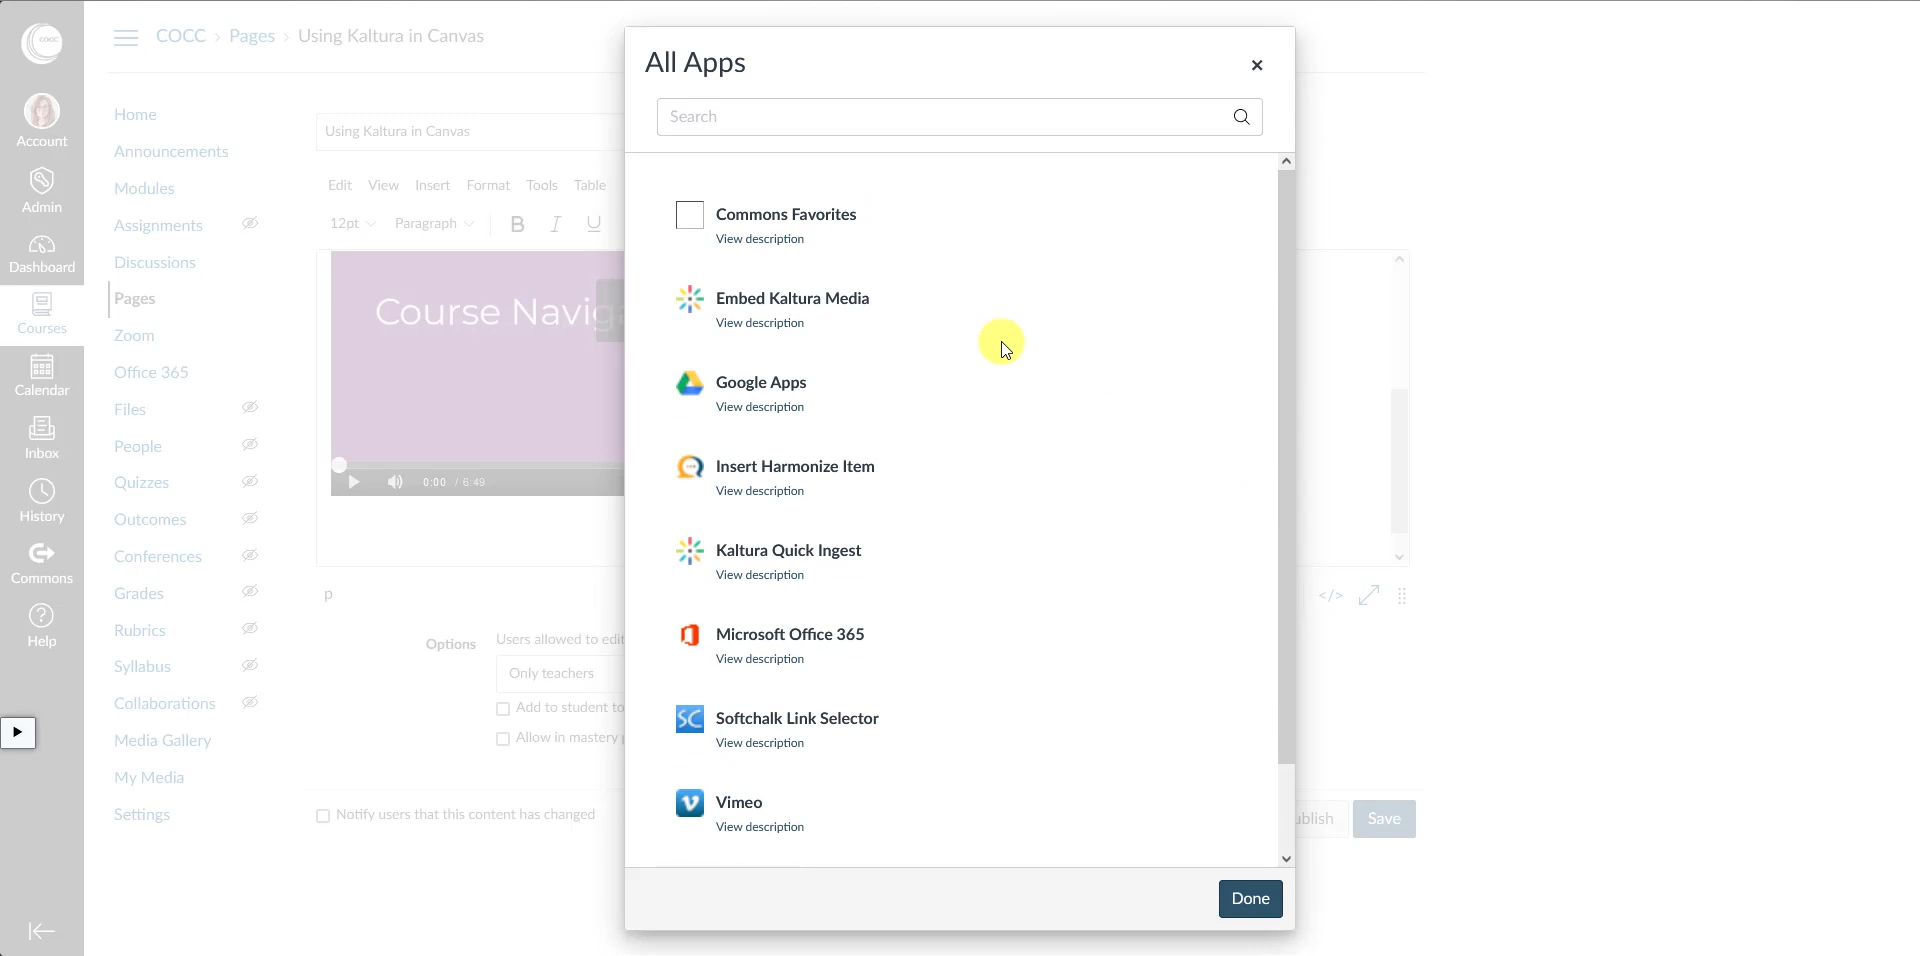 COCC › Pages › Using Kaltura in Canvas
COCC
Account
Admin
Dashboard
Courses
Calendar
Inbox
History
Commons
Help
Home
Announcements
Modules
Assignments
Discussions
Pages
Zoom
Office 365
Files
People
Quizzes
Outcomes
Conferences
Grades
Rubrics
Syllabus
Collaborations
Media Gallery
My Media
Settings
Using Kaltura in Canvas
Edit View Insert Format Tools Table
12pt Paragraph B I U
Course Naviga
0:00 / 6:49
p
</>
Options
Users allowed to edit
Only teachers
Add to student to
Allow in mastery
Notify users that this content has changed
ublish
Save
All Apps
×
Search
Commons Favorites
View description
Embed Kaltura Media
View description
Google Apps
View description
Insert Harmonize Item
View description
Kaltura Quick Ingest
View description
Microsoft Office 365
View description
SC
Softchalk Link Selector
View description
Vimeo
View description
Done